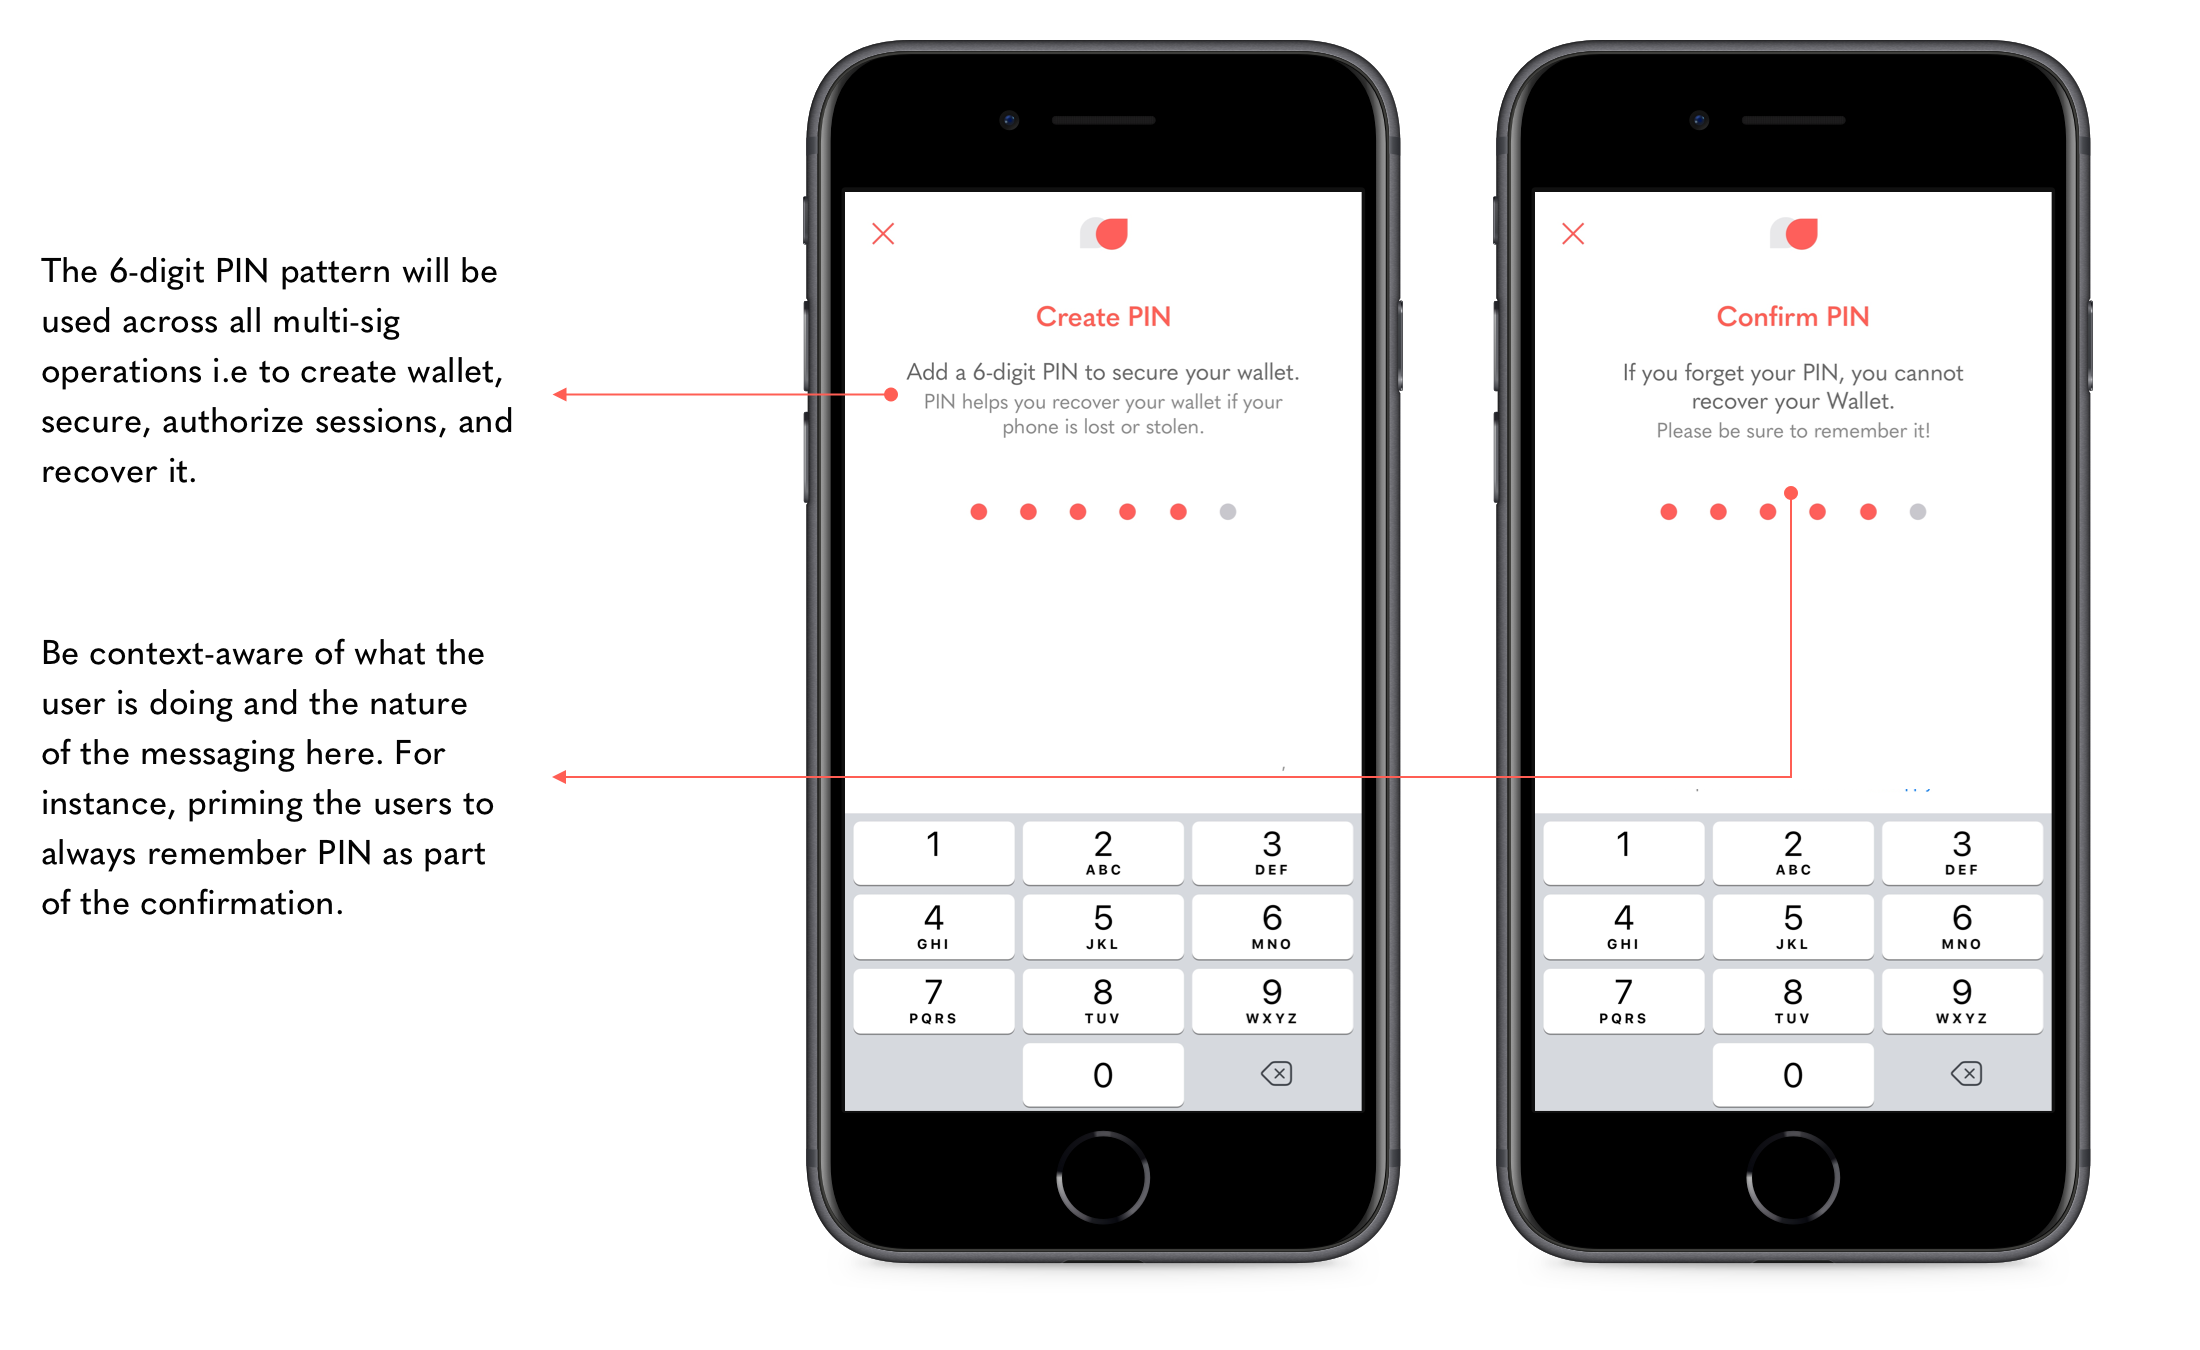 The 6-digit PIN pattern will be
used across all multi-sig
operations i.e to create wallet,
secure, authorize sessions, and
recover it.
Be context-aware of what the
user is doing and the nature
of the messaging here. For
instance, priming the users to
always remember PIN as part
of the confirmation.
Create PIN
Add a 6-digit PIN to secure your wallet.
PIN helps you recover your wallet if your
phone is lost or stolen.
1 2 3
ABC DEF
4 5 6
GHI JKL MNO
7 8 9
PQRS TUV WXYZ
0
Confirm PIN
If you forget your PIN, you cannot
recover your Wallet.
Please be sure to remember it!
1 2 3
ABC DEF
4 5 6
GHI JKL MNO
7 8 9
PQRS TUV WXYZ
0